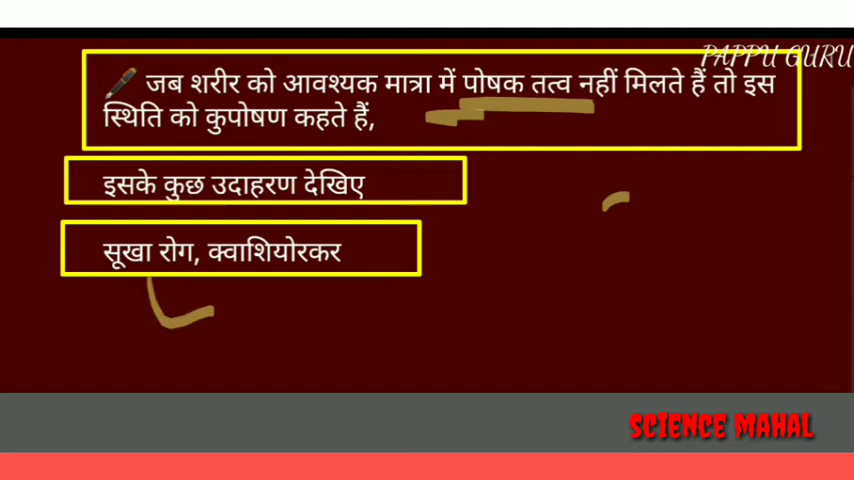 PAPPU GURU
जब शरीर को आवश्यक मात्रा में पोषक तत्व नहीं मिलते हैं तो इस
स्थिति को कुपोषण कहते हैं,
इसके कुछ उदाहरण देखिए
सूखा रोग, क्वाशियोरकर
SCIENCE MAHAL